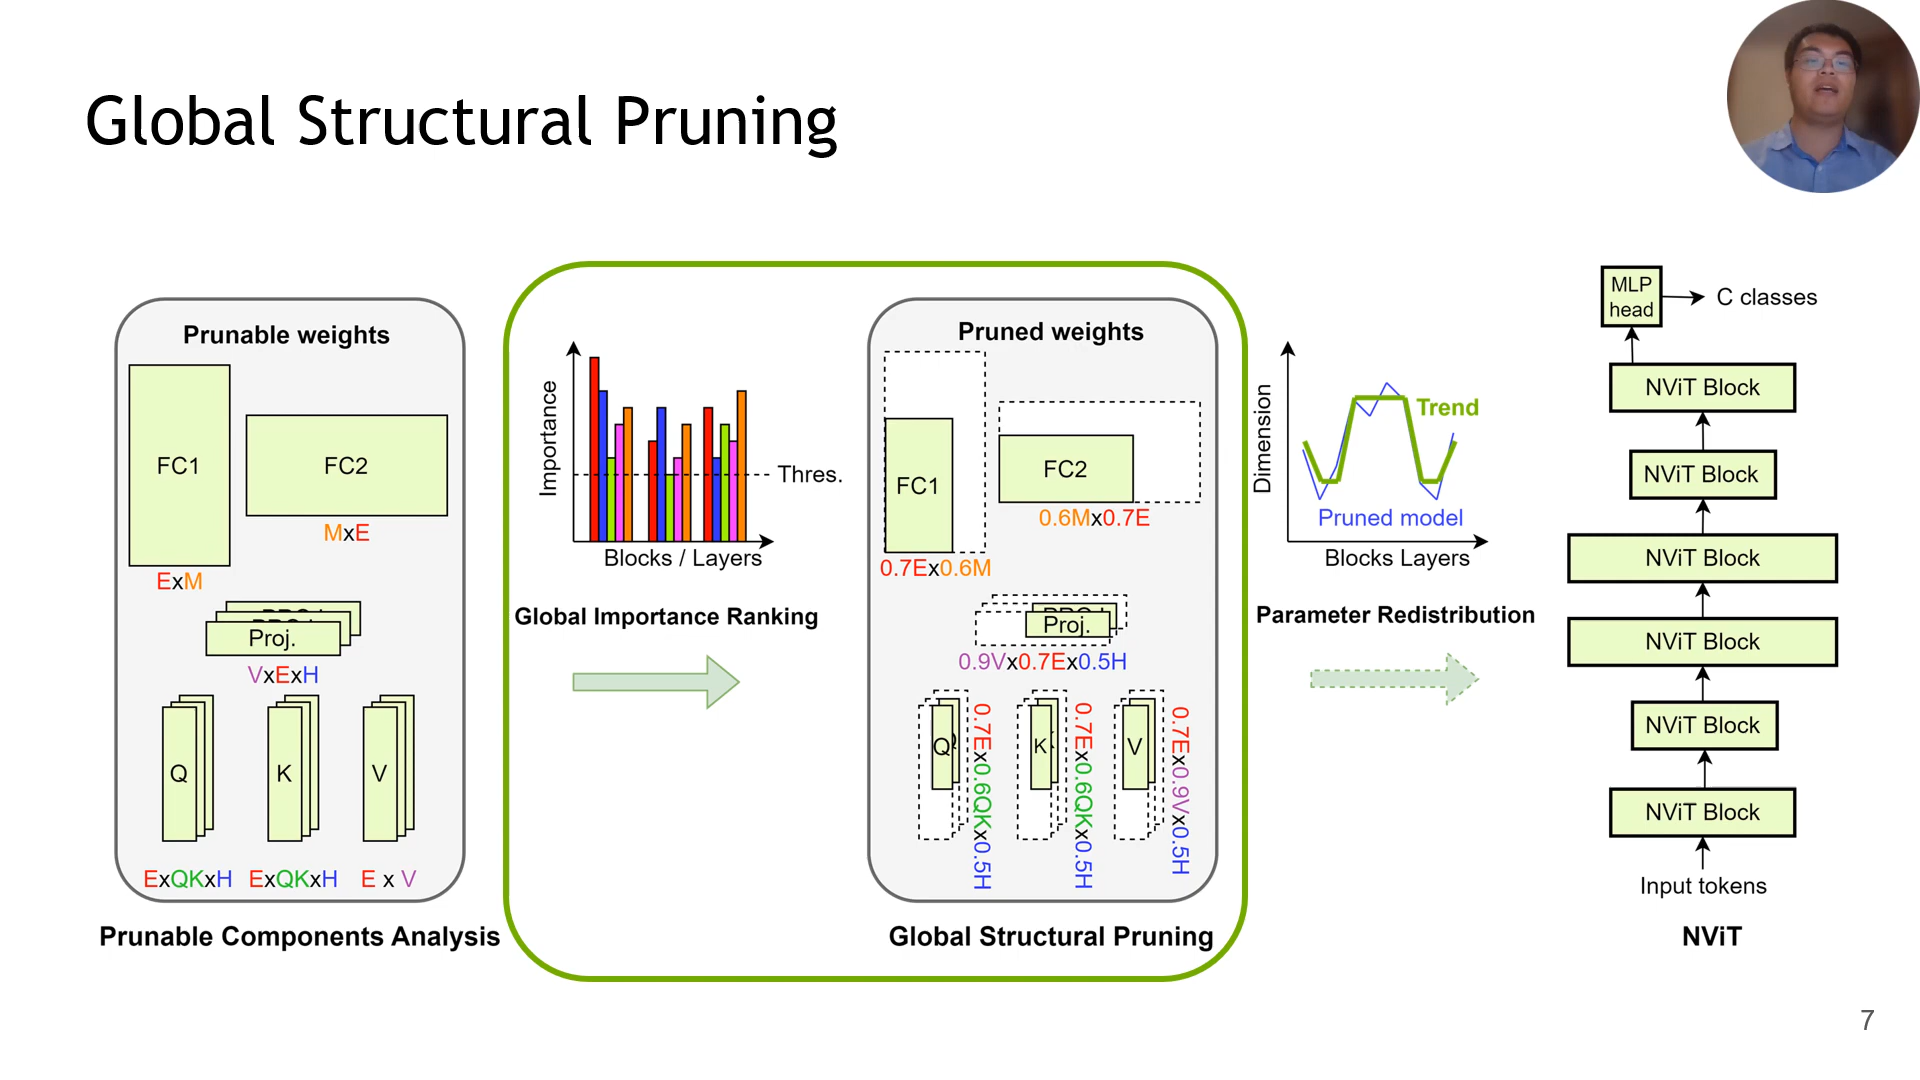 Global Structural Pruning
Prunable weights
FC1
FC2
MxE
ExM
Proj.
VxExH
Q
K
V
ExQKxH
ExQKxH
E x V
Prunable Components Analysis
Importance
Thres.
Blocks / Layers
Global Importance Ranking
Pruned weights
FC1
FC2
0.6Mx0.7E
0.7Ex0.6M
Proj.
0.9Vx0.7Ex0.5H
Q
0.7Ex0.6QKx0.5H
K
0.7Ex0.6QKx0.5H
V
0.7Ex0.9Vx0.5H
Global Structural Pruning
Dimension
Trend
Pruned model
Blocks Layers
Parameter Redistribution
MLP
head
C classes
NViT Block
NViT Block
NViT Block
NViT Block
NViT Block
NViT Block
Input tokens
NViT
7